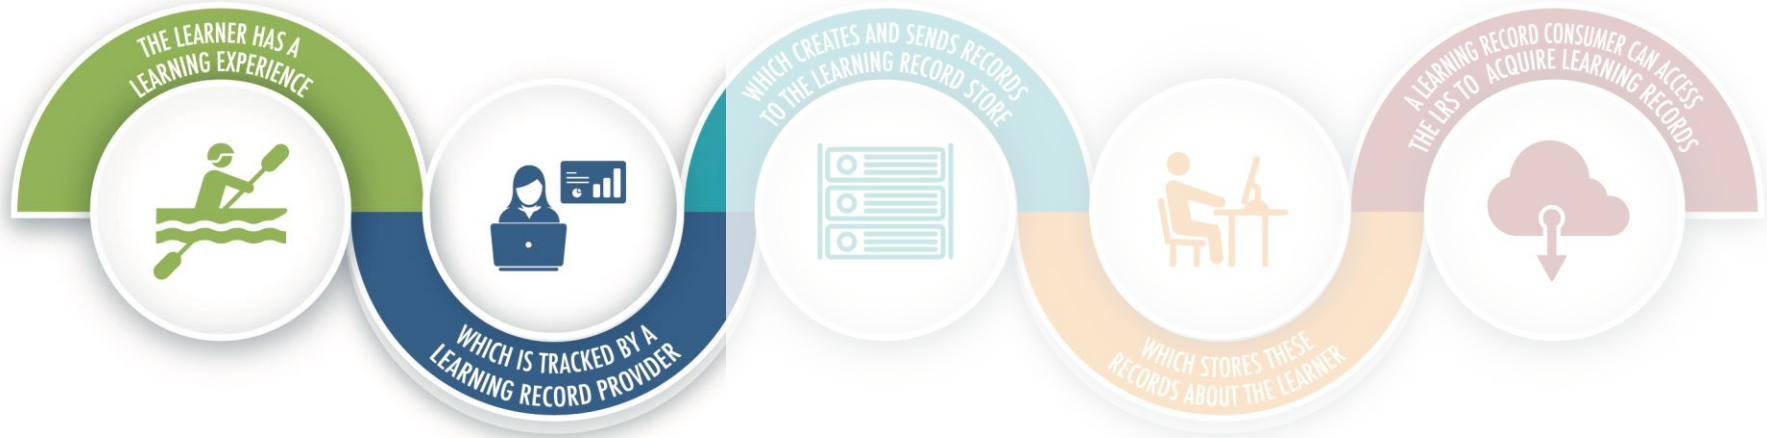 THE LEARNER HAS A
LEARNING EXPERIENCE
WHICH IS TRACKED BY A
LEARNING RECORD PROVIDER
WHICH CREATES AND SENDS RECORDS
TO THE LEARNING RECORD STORE
WHICH STORES THESE
RECORDS ABOUT THE LEARNER
A LEARNING RECORD CONSUMER CAN ACCESS
THE LRS TO ACQUIRE LEARNING RECORDS